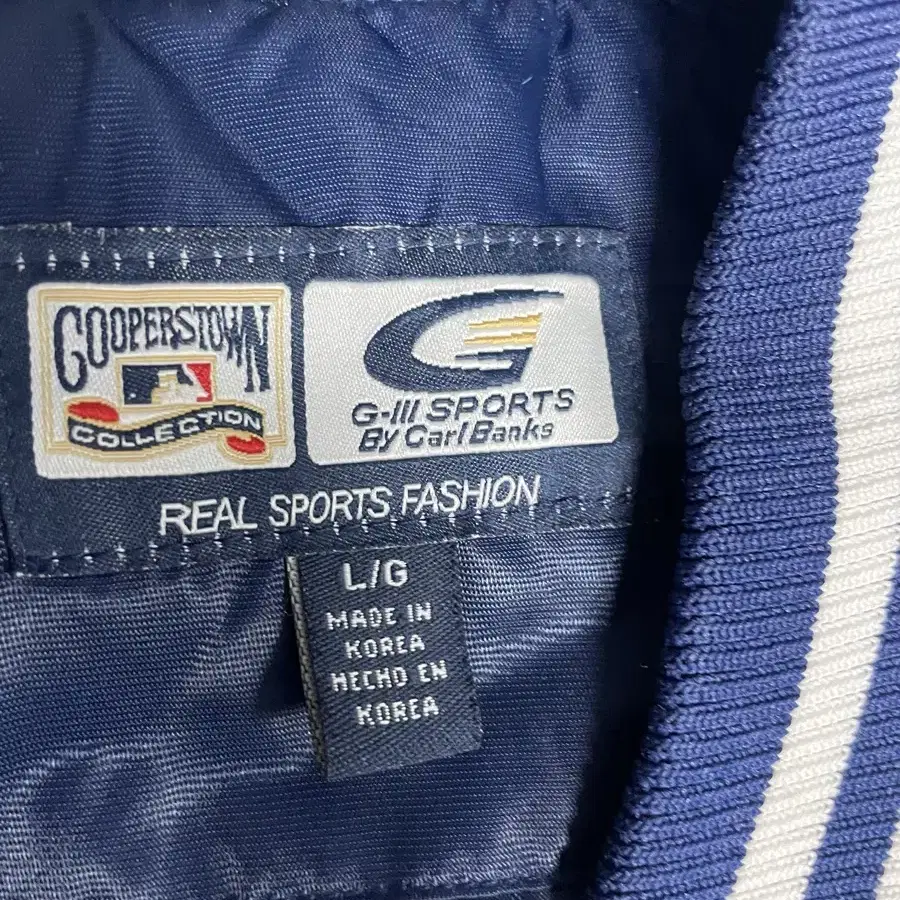 COOPERSTOWN
COLLECTION
G-III SPORTS
By Carl Banks
REAL SPORTS FASHION
L/G
MADE IN
KOREA
HECHO EN
KOREA